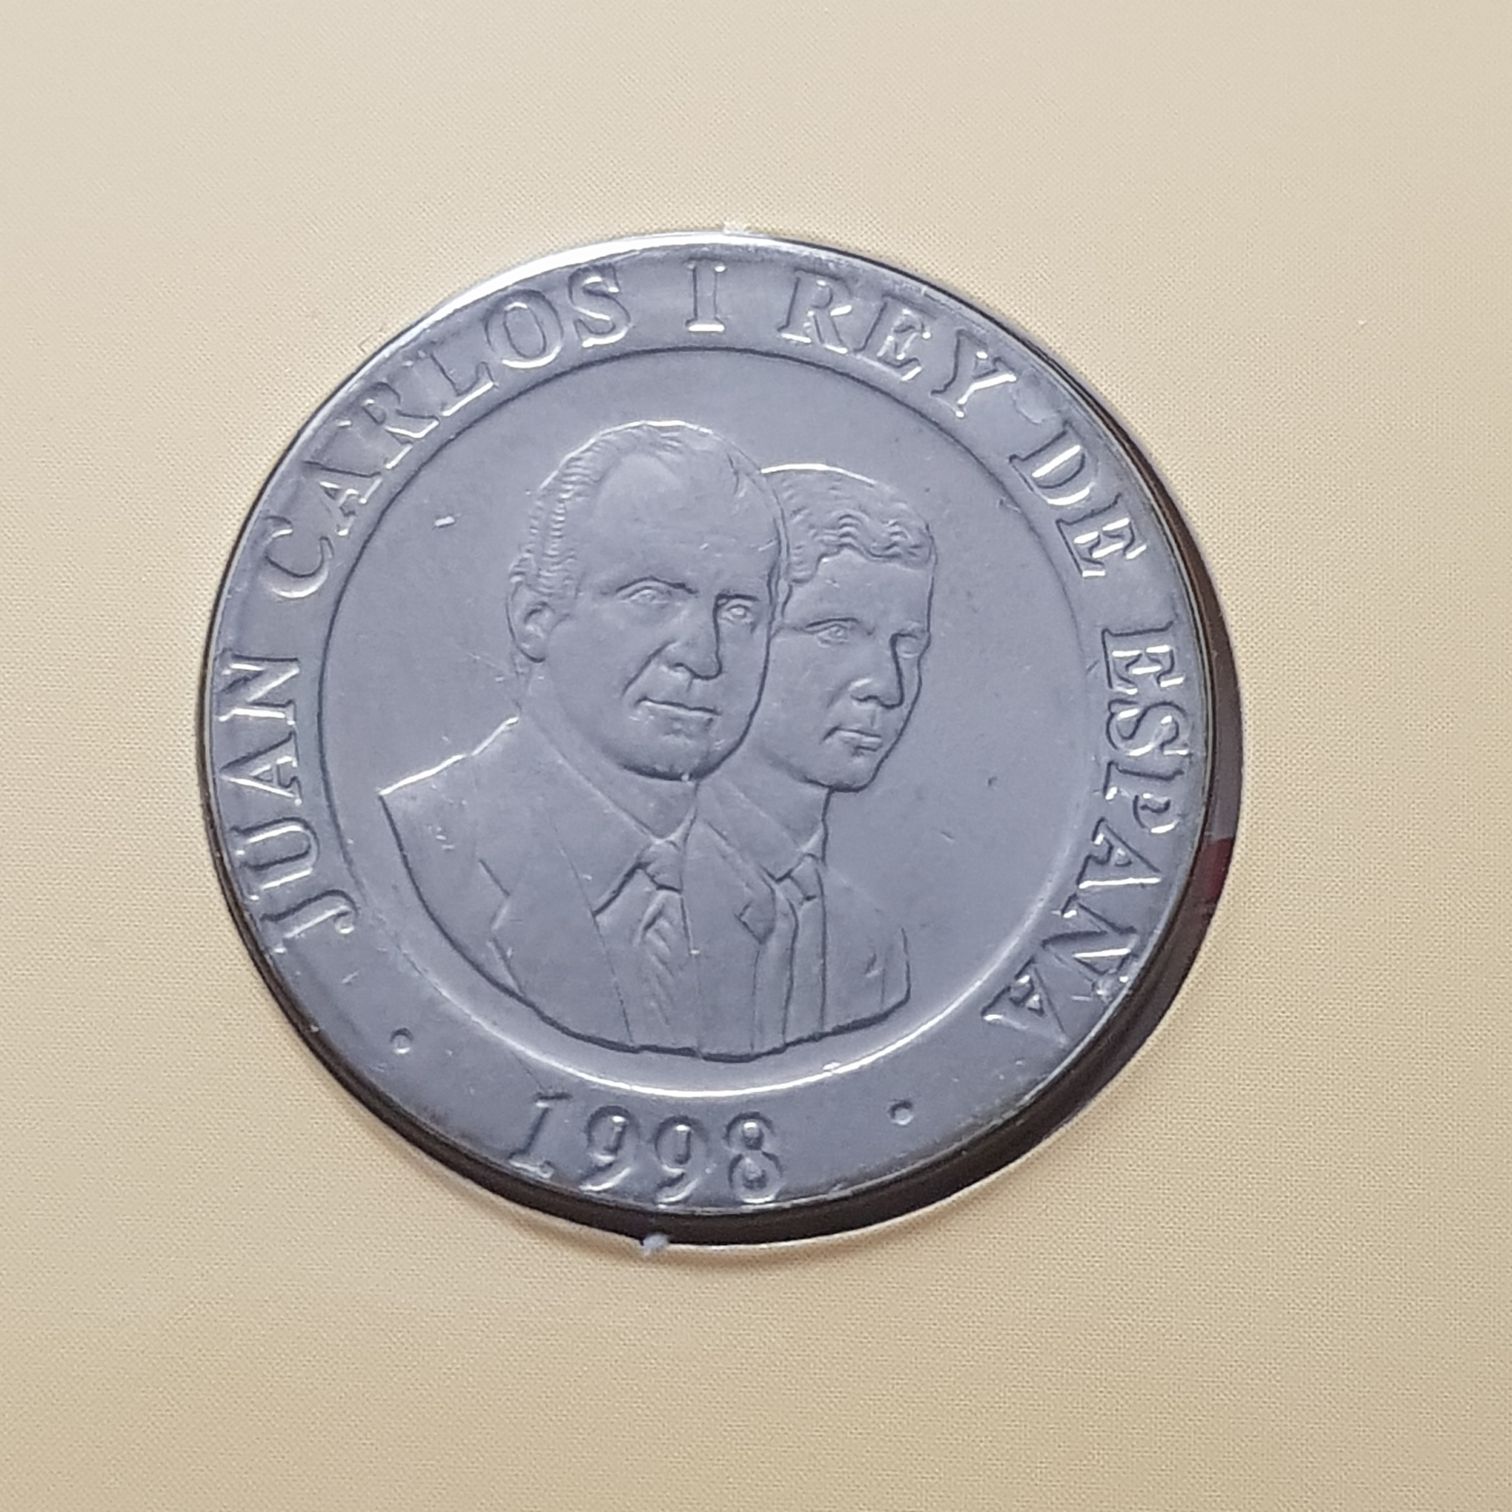 JUAN CARLOS I REY DE ESPAÑA
• 1998 •